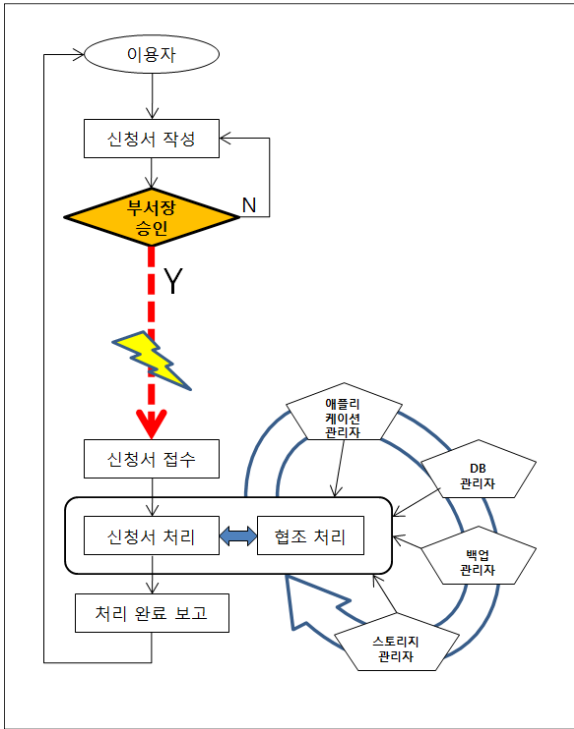 이용자
신청서 작성
부서장
승인
N
Y
애플리
케이션
관리자
신청서 접수
DB
관리자
신청서 처리
협조 처리
백업
관리자
처리 완료 보고
스토리지
관리자